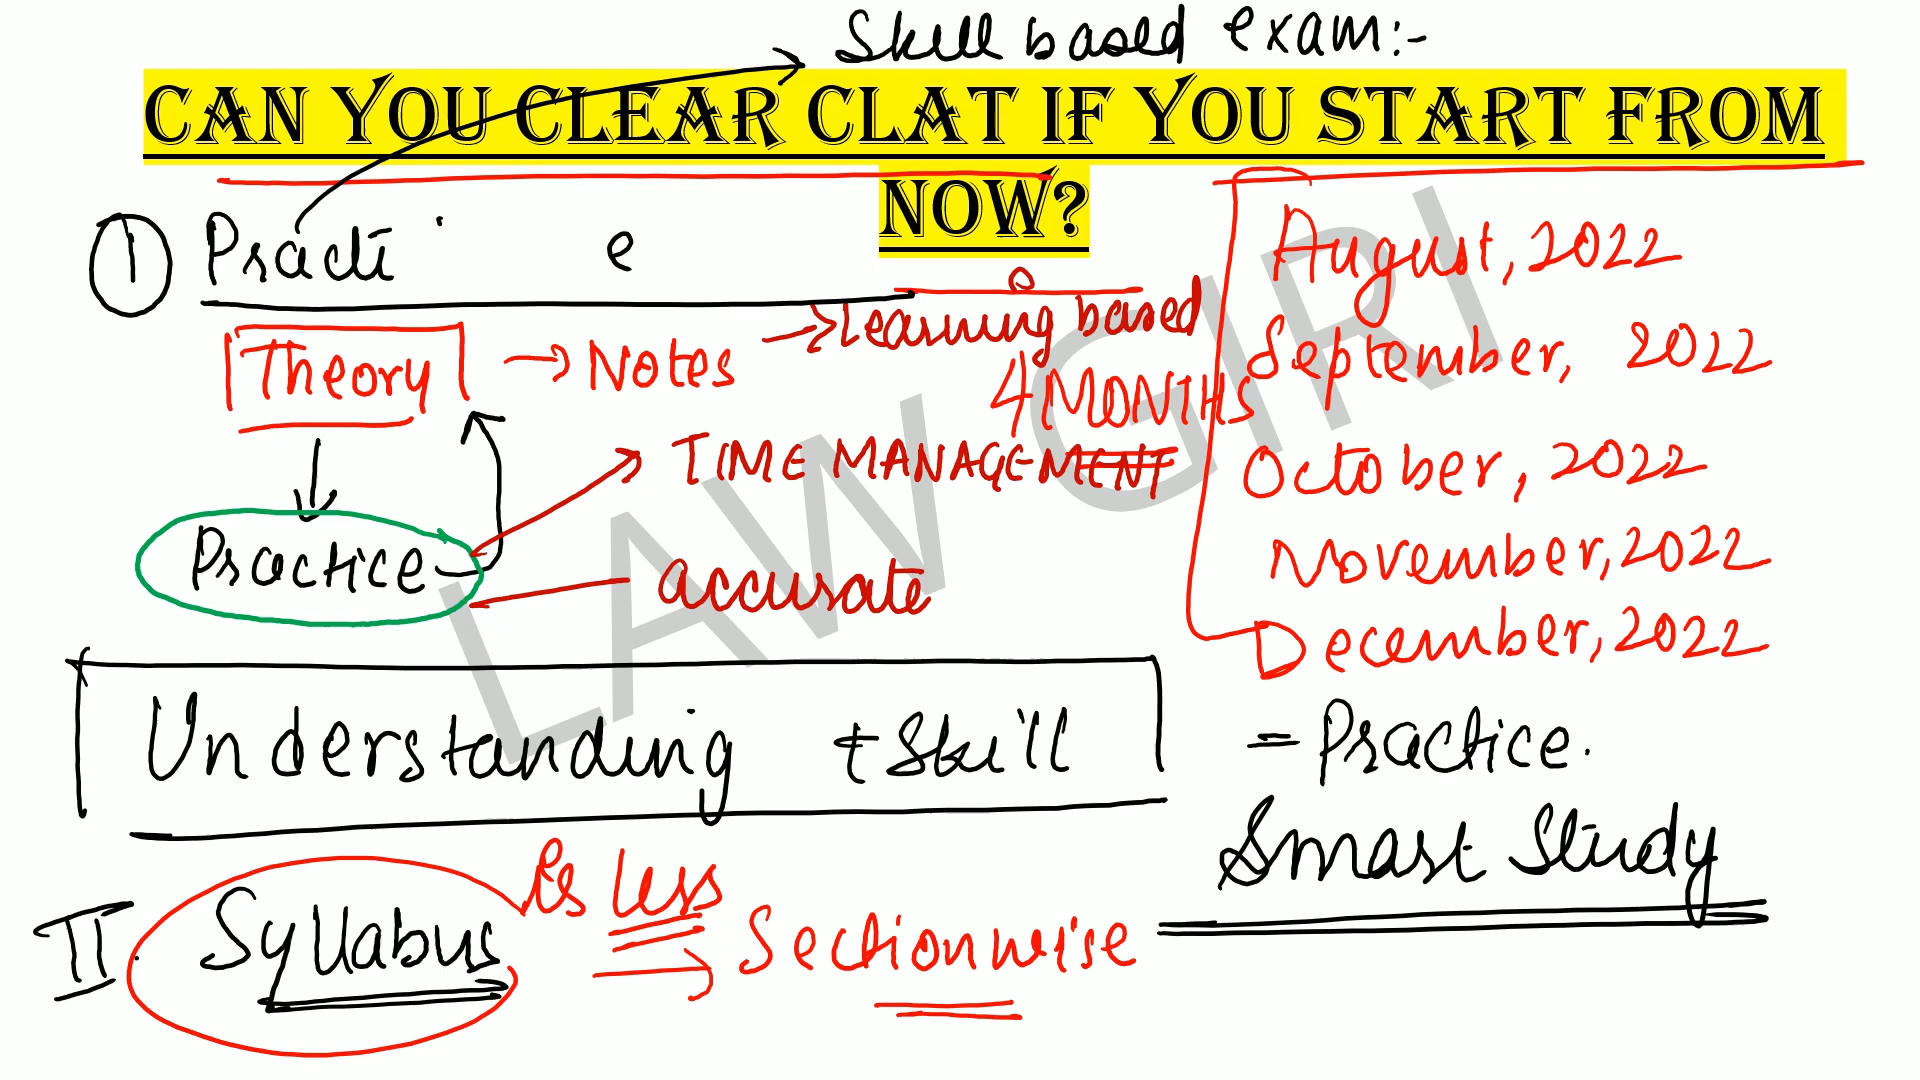 Skill based exam:-
CAN YOU CLEAR CLAT IF YOU START FROM
NOW?
① Practi e
Theory → Notes → Learning based
4 MONTHS
Practice
TIME MANAGEMENT
accurate
Understanding + Skill
II. Syllabus is less
→ Sectionwise
August, 2022
September, 2022
October, 2022
November, 2022
December, 2022
= Practice.
Smart Study
LAW GIRI